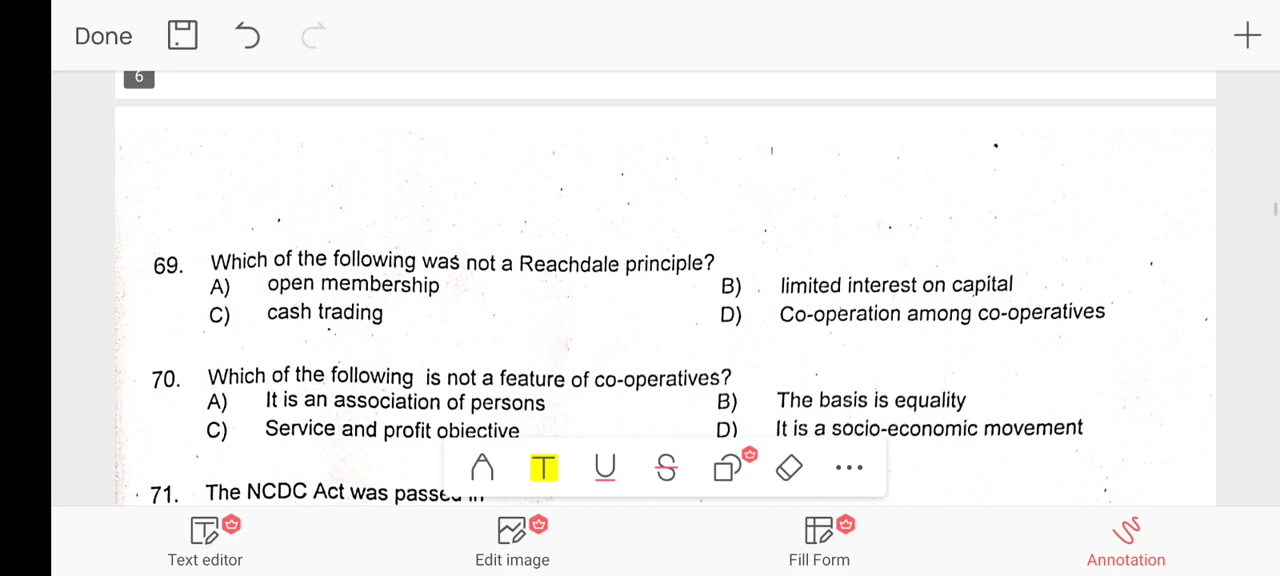 Done
6
69. Which of the following was not a Reachdale principle?
A) open membership B) limited interest on capital
C) cash trading D) Co-operation among co-operatives
70. Which of the following is not a feature of co-operatives?
A) It is an association of persons B) The basis is equality
C) Service and profit objective D) It is a socio-economic movement
71. The NCDC Act was passed in
Text editor Edit image Fill Form Annotation